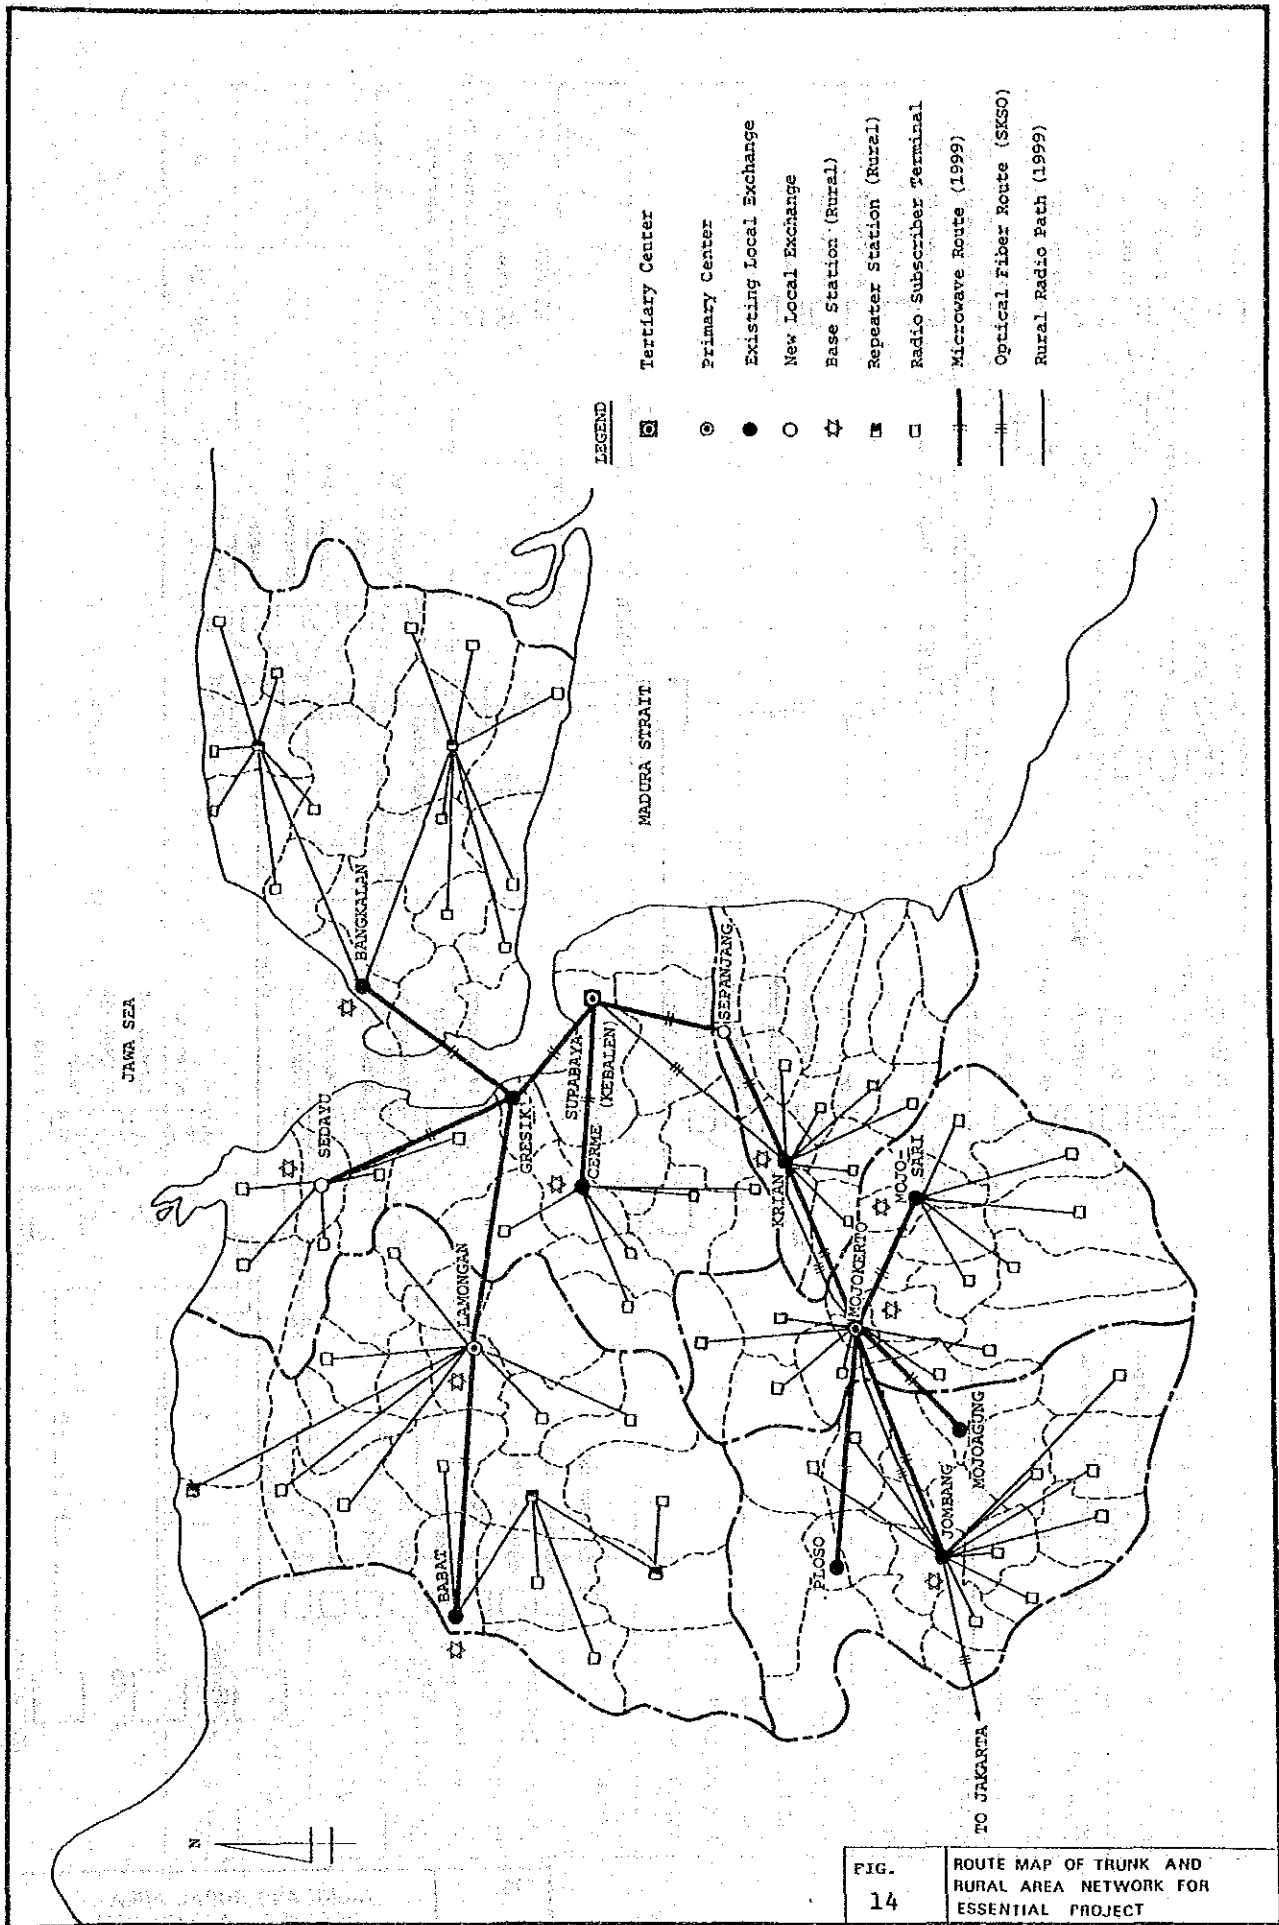 JAWA SEA
MADURA STRAIT
BANGKALAN
SEDAYU
GRESIK
SURABAYA
(KEBALEN)
CERME
LAMONGAN
BABAT
SEPANJANG
KRIAN
MOJO-
SARI
MOJOKERTO
MOJOAGUNG
JOMBANG
PLOSO
TO JAKARTA
N
LEGEND
Tertiary Center
Primary Center
Existing Local Exchange
New Local Exchange
Base Station (Rural)
Repeater Station (Rural)
Radio Subscriber Terminal
Microwave Route (1999)
Optical Fiber Route (SKSO)
Rural Radio Path (1999)
FIG.
14
ROUTE MAP OF TRUNK AND
RURAL AREA NETWORK FOR
ESSENTIAL PROJECT